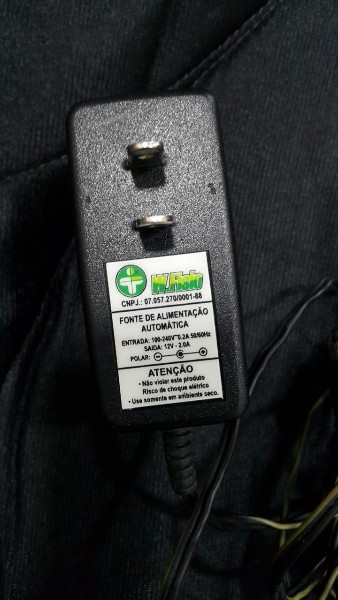 CNPJ.: 07.057.270/0001-88
FONTE DE ALIMENTAÇÃO
AUTOMÁTICA
ENTRADA: 100-240V~0.2A 50/60Hz
SAIDA: 12V - 2.0A
POLAR:
ATENÇÃO
• Não violar este produto
Risco de choque elétrico
• Use somente em ambiente seco.